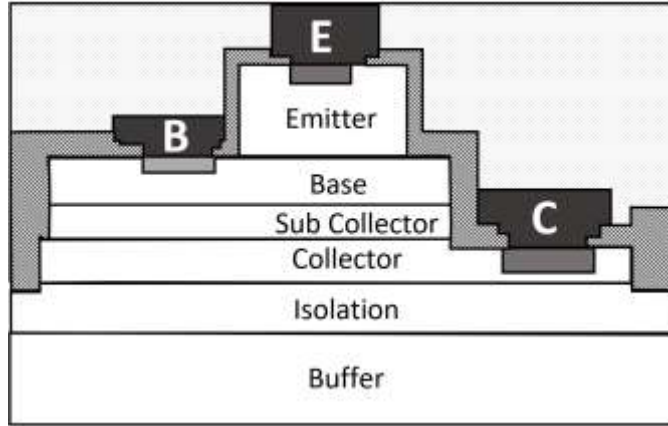 E
Emitter
B
Base
Sub Collector
C
Collector
Isolation
Buffer